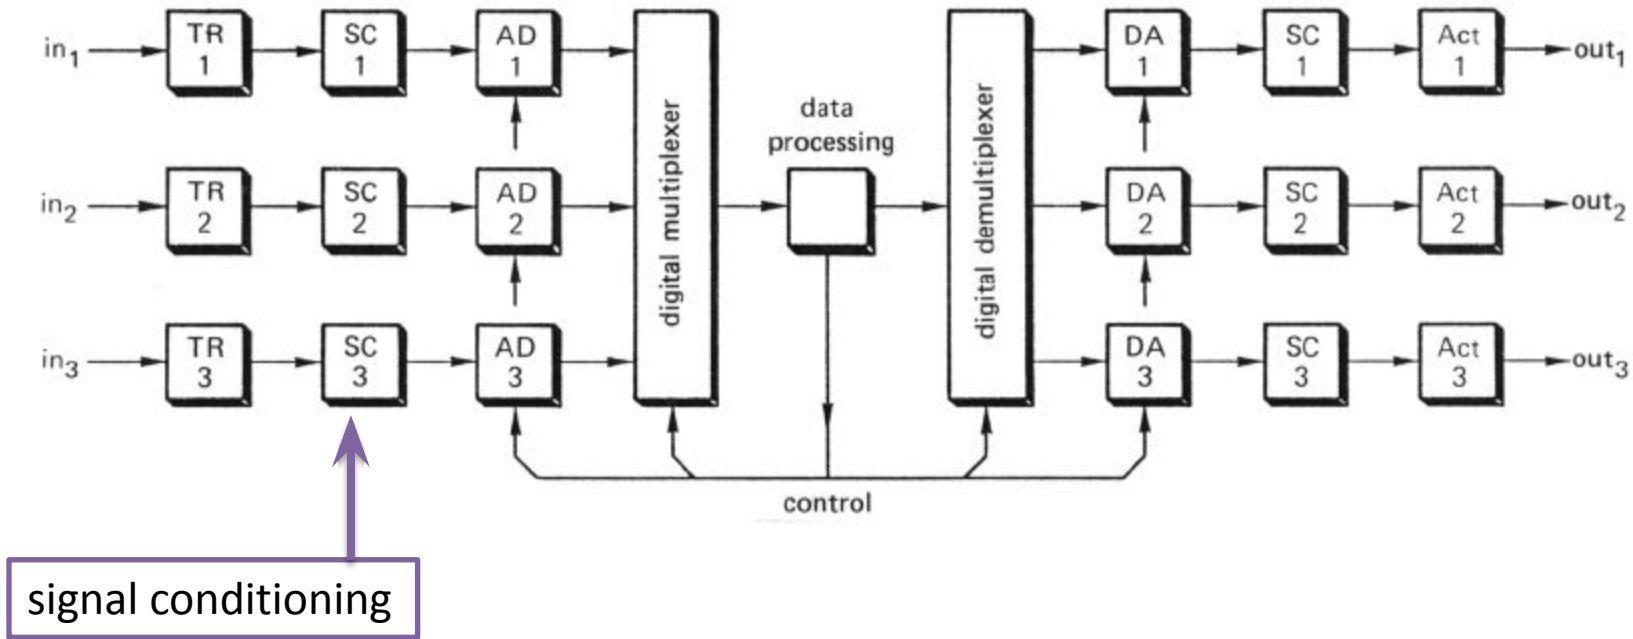 in1 TR 1 SC 1 AD 1 DA 1 SC 1 Act 1 out1
digital multiplexer
data
processing
digital demultiplexer
in2 TR 2 SC 2 AD 2 DA 2 SC 2 Act 2 out2
in3 TR 3 SC 3 AD 3 DA 3 SC 3 Act 3 out3
control
signal conditioning